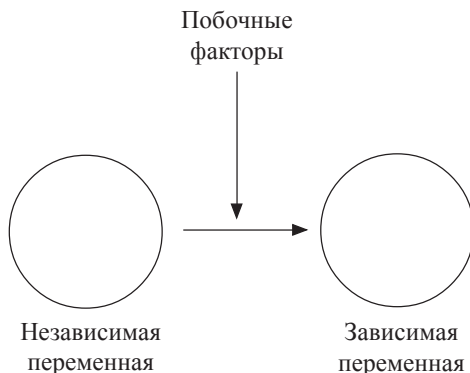 Побочные
факторы
Независимая
переменная
Зависимая
переменная